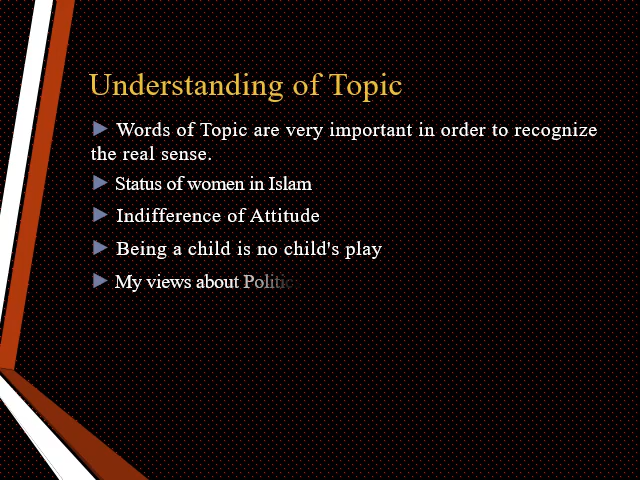 Understanding of Topic
Words of Topic are very important in order to recognize
the real sense.
Status of women in Islam
Indifference of Attitude
Being a child is no child's play
My views about Politic